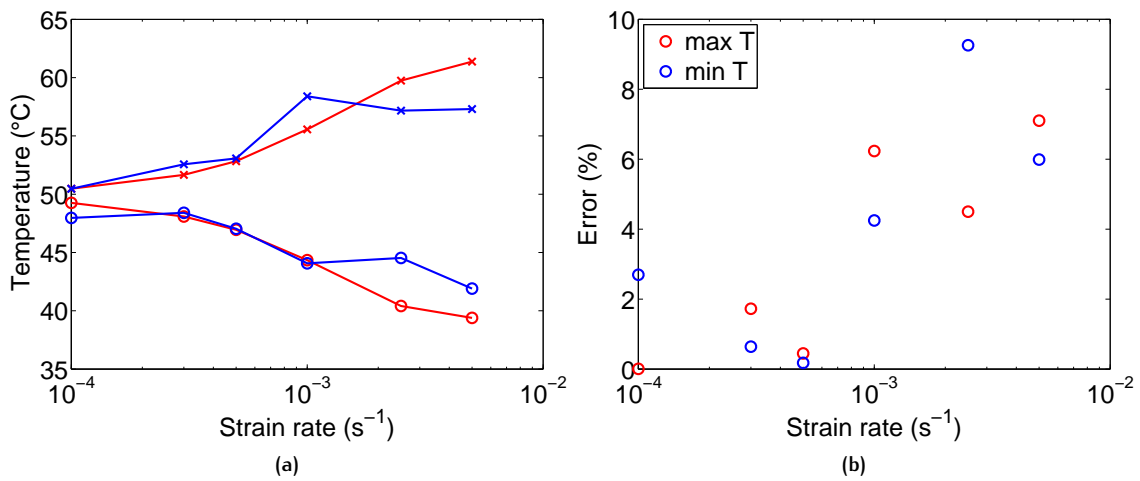 65
60
55
50
45
40
35
10⁻⁴
10⁻³
10⁻²
Temperature (°C)
Strain rate (s⁻¹)
(a)
10
8
6
4
2
0
10⁻⁴
10⁻³
10⁻²
Error (%)
Strain rate (s⁻¹)
max T
min T
(b)